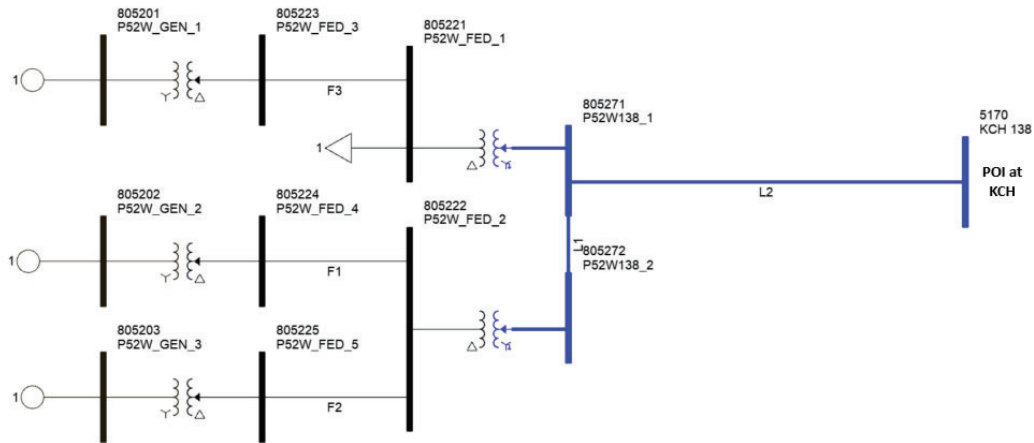 805201
P52W_GEN_1
805223
P52W_FED_3
805221
P52W_FED_1
1
F3
1
805271
P52W138_1
5170
KCH 138
POI at
KCH
L2
805202
P52W_GEN_2
805224
P52W_FED_4
805222
P52W_FED_2
L1
805272
P52W138_2
1
F1
805203
P52W_GEN_3
805225
P52W_FED_5
1
F2